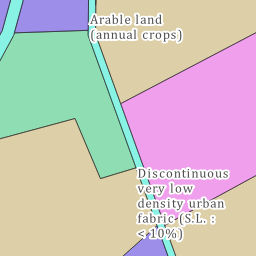 Arable land
(annual crops)
Discontinuous
very low
density urban
fabric (S.L. :
< 10%)